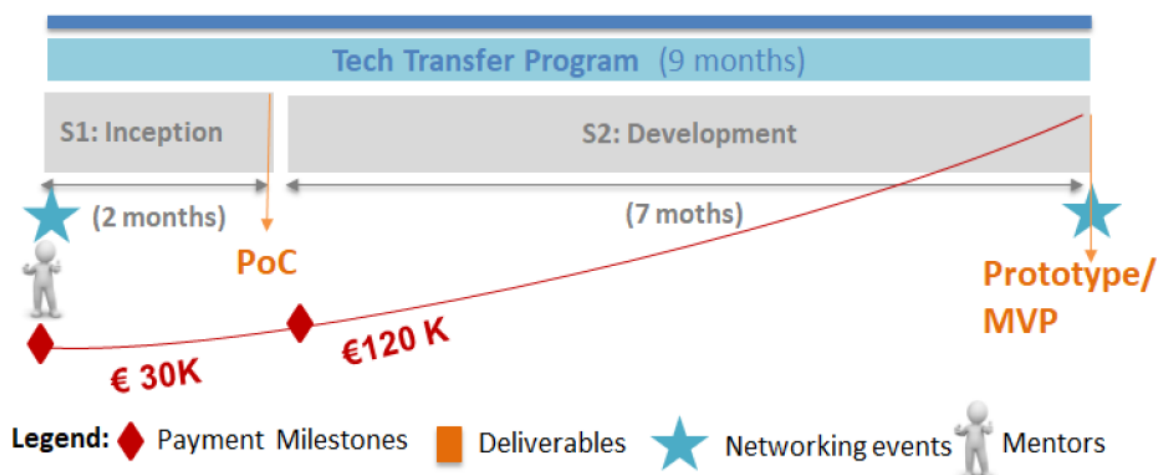 Tech Transfer Program (9 months)
S1: Inception
S2: Development
(2 months)
(7 moths)
PoC
Prototype/
MVP
€ 30K
€120 K
Legend: Payment Milestones Deliverables Networking events Mentors